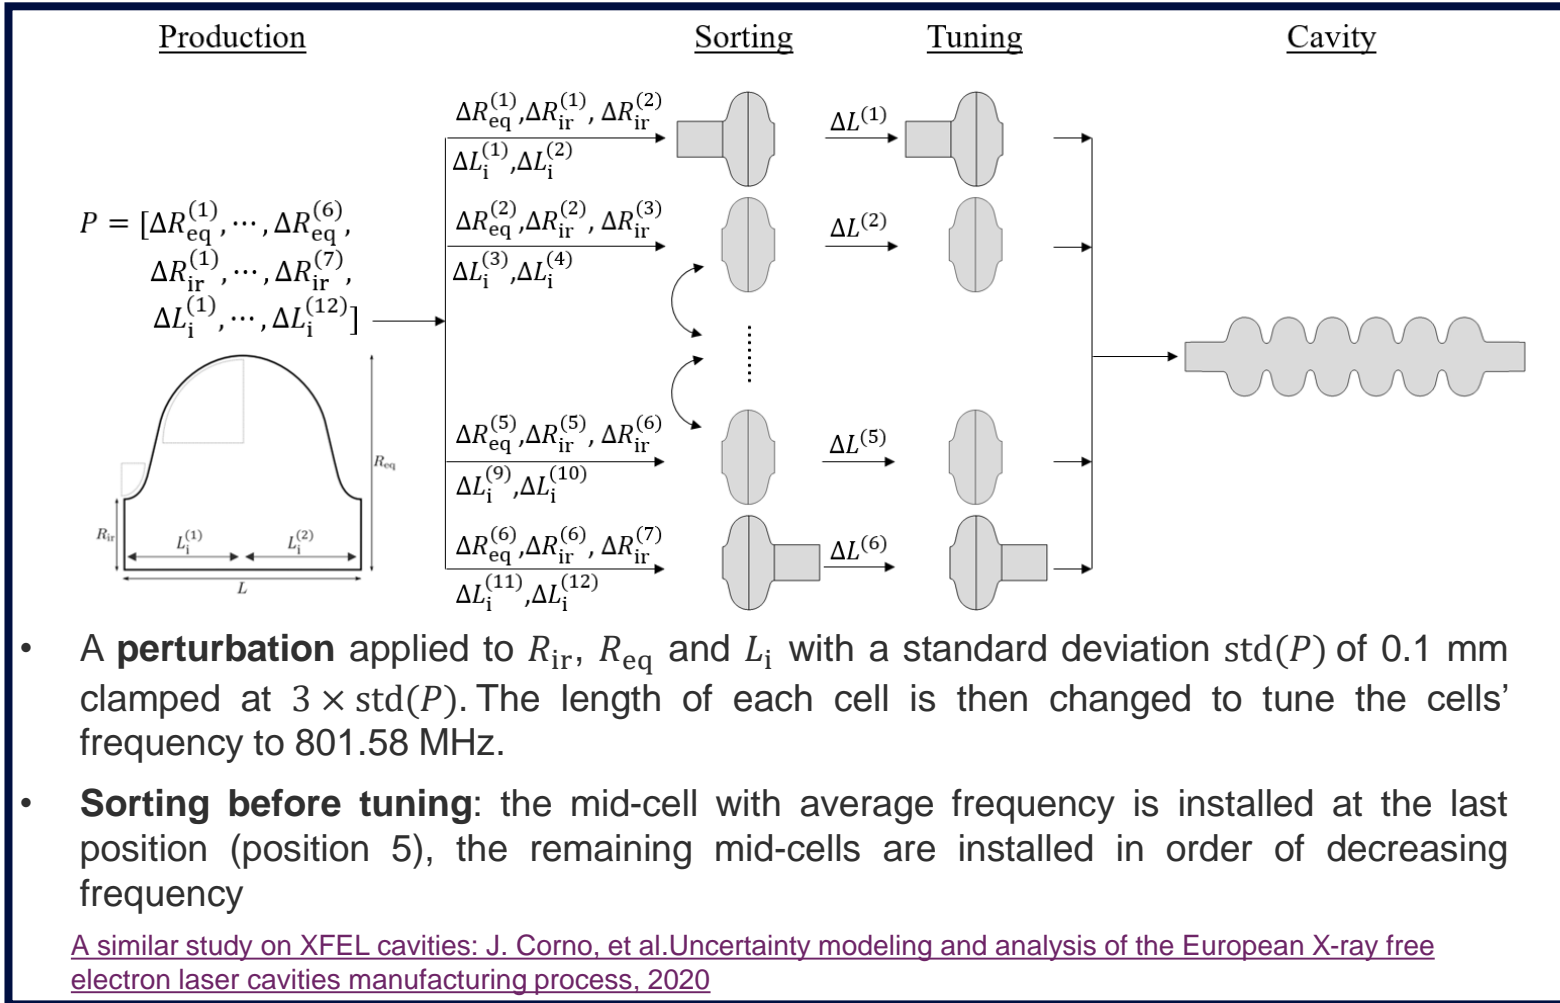 Production Sorting Tuning Cavity
ΔR_eq^(1), ΔR_ir^(1), ΔR_ir^(2)
ΔL^(1)
ΔL_i^(1), ΔL_i^(2)
P = [ΔR_eq^(1), ⋯, ΔR_eq^(6),
ΔR_ir^(1), ⋯, ΔR_ir^(7),
ΔL_i^(1), ⋯, ΔL_i^(12)]
ΔR_eq^(2), ΔR_ir^(2), ΔR_ir^(3)
ΔL^(2)
ΔL_i^(3), ΔL_i^(4)
R_eq
R_ir
L_i^(1) L_i^(2)
L
ΔR_eq^(5), ΔR_ir^(5), ΔR_ir^(6)
ΔL^(5)
ΔL_i^(9), ΔL_i^(10)
ΔR_eq^(6), ΔR_ir^(6), ΔR_ir^(7)
ΔL^(6)
ΔL_i^(11), ΔL_i^(12)
• A perturbation applied to R_ir, R_eq and L_i with a standard deviation std(P) of 0.1 mm
clamped at 3 × std(P). The length of each cell is then changed to tune the cells’
frequency to 801.58 MHz.
• Sorting before tuning: the mid-cell with average frequency is installed at the last
position (position 5), the remaining mid-cells are installed in order of decreasing
frequency
A similar study on XFEL cavities: J. Corno, et al.Uncertainty modeling and analysis of the European X-ray free
electron laser cavities manufacturing process, 2020